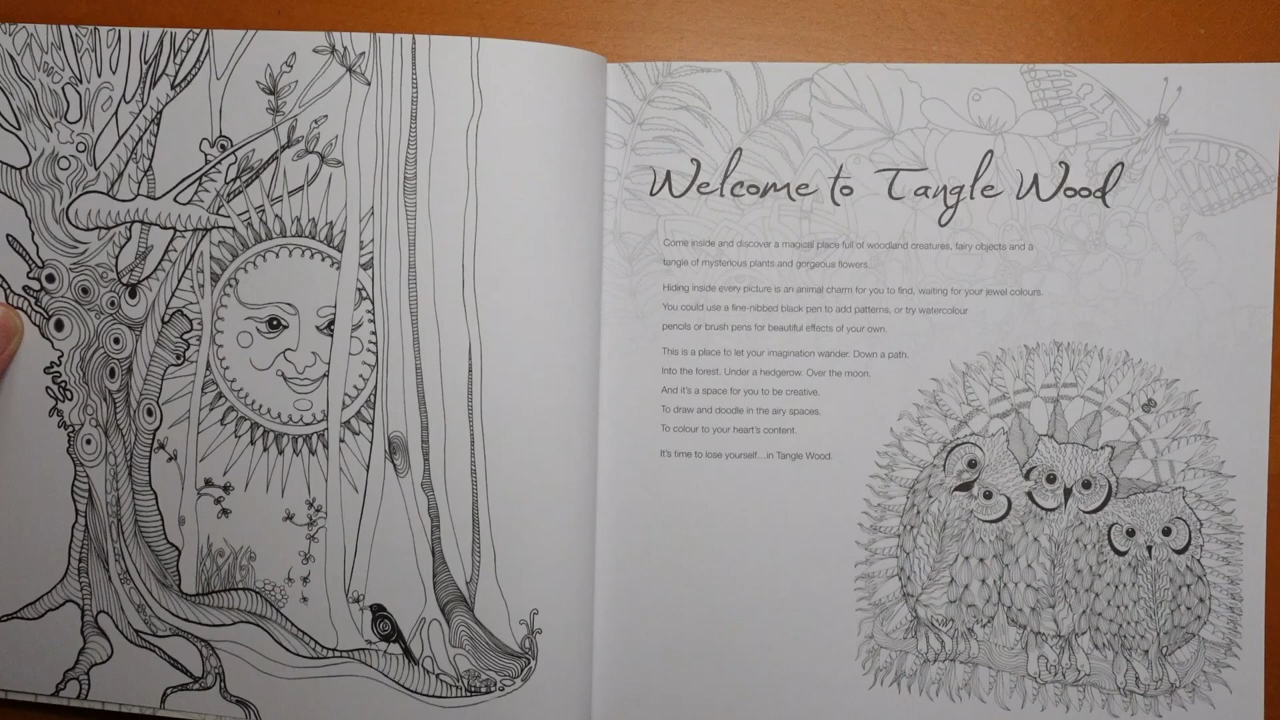 Welcome to Tangle Wood
Come inside and discover a magical place full of woodland creatures, fairy objects and a
tangle of mysterious plants and gorgeous flowers.
Hiding inside every picture is an animal charm for you to find, waiting for your jewel colours.
You could use a fine-nibbed black pen to add patterns, or try watercolour
pencils or brush pens for beautiful effects of your own.
This is a place to let your imagination wander. Down a path.
Into the forest. Under a hedgerow. Over the moon.
And it's a space for you to be creative.
To draw and doodle in the airy spaces.
To colour to your heart's content.
It's time to lose yourself...in Tangle Wood.